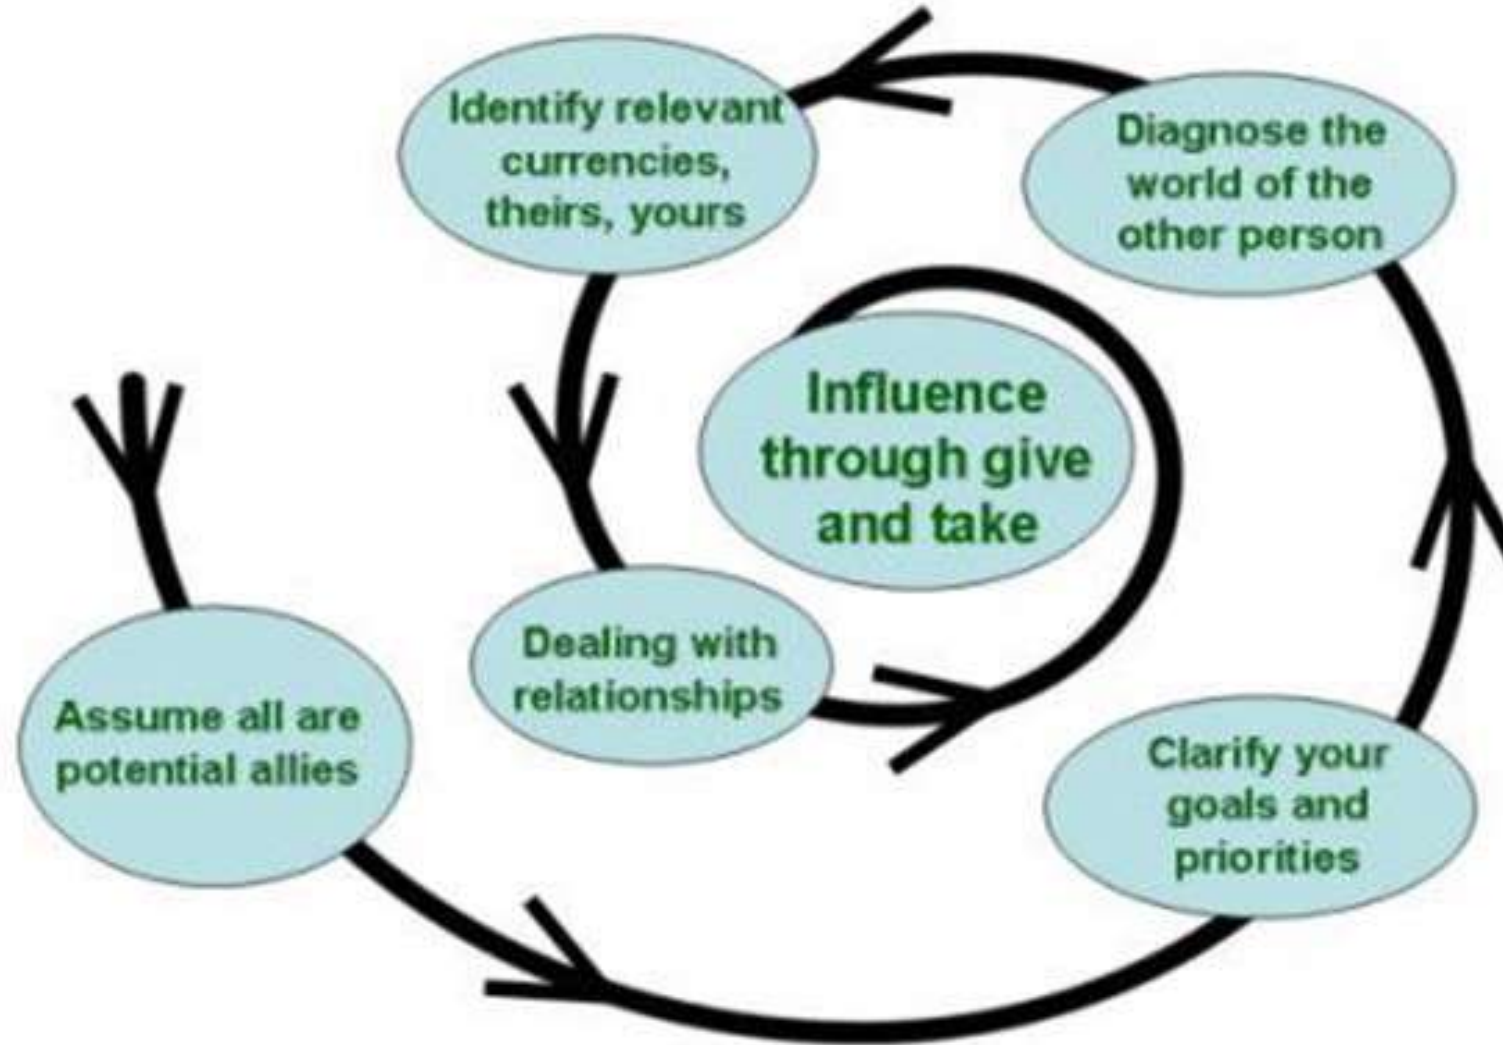 Identify relevant
currencies,
theirs, yours
Diagnose the
world of the
other person
Influence
through give
and take
Dealing with
relationships
Assume all are
potential allies
Clarify your
goals and
priorities